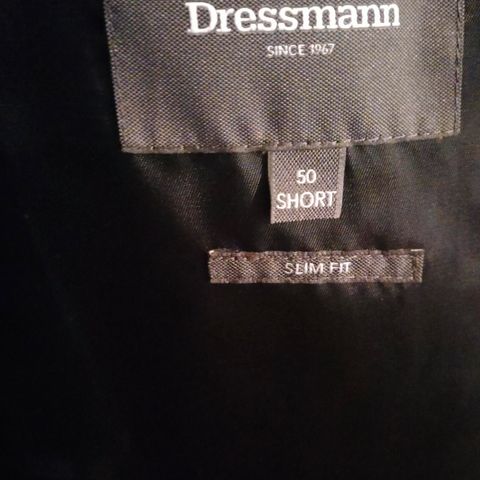 Dressmann
SINCE 1967
50
SHORT
SLIM FIT